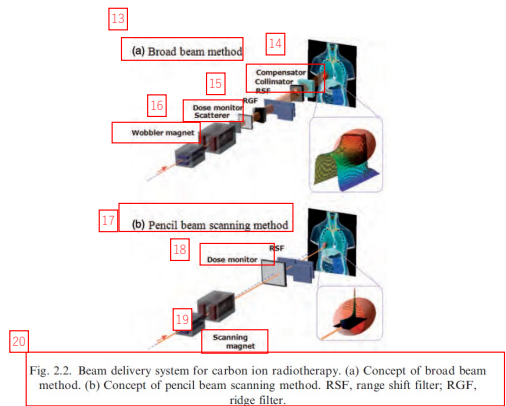 13
(a) Broad beam method
14
Compensator
Collimator
RSF
15
RGF
Dose monitor
Scatterer
16
Wobbler magnet
17
(b) Pencil beam scanning method
18
RSF
Dose monitor
19
Scanning
magnet
20
Fig. 2.2. Beam delivery system for carbon ion radiotherapy. (a) Concept of broad beam
method. (b) Concept of pencil beam scanning method. RSF, range shift filter; RGF,
ridge filter.